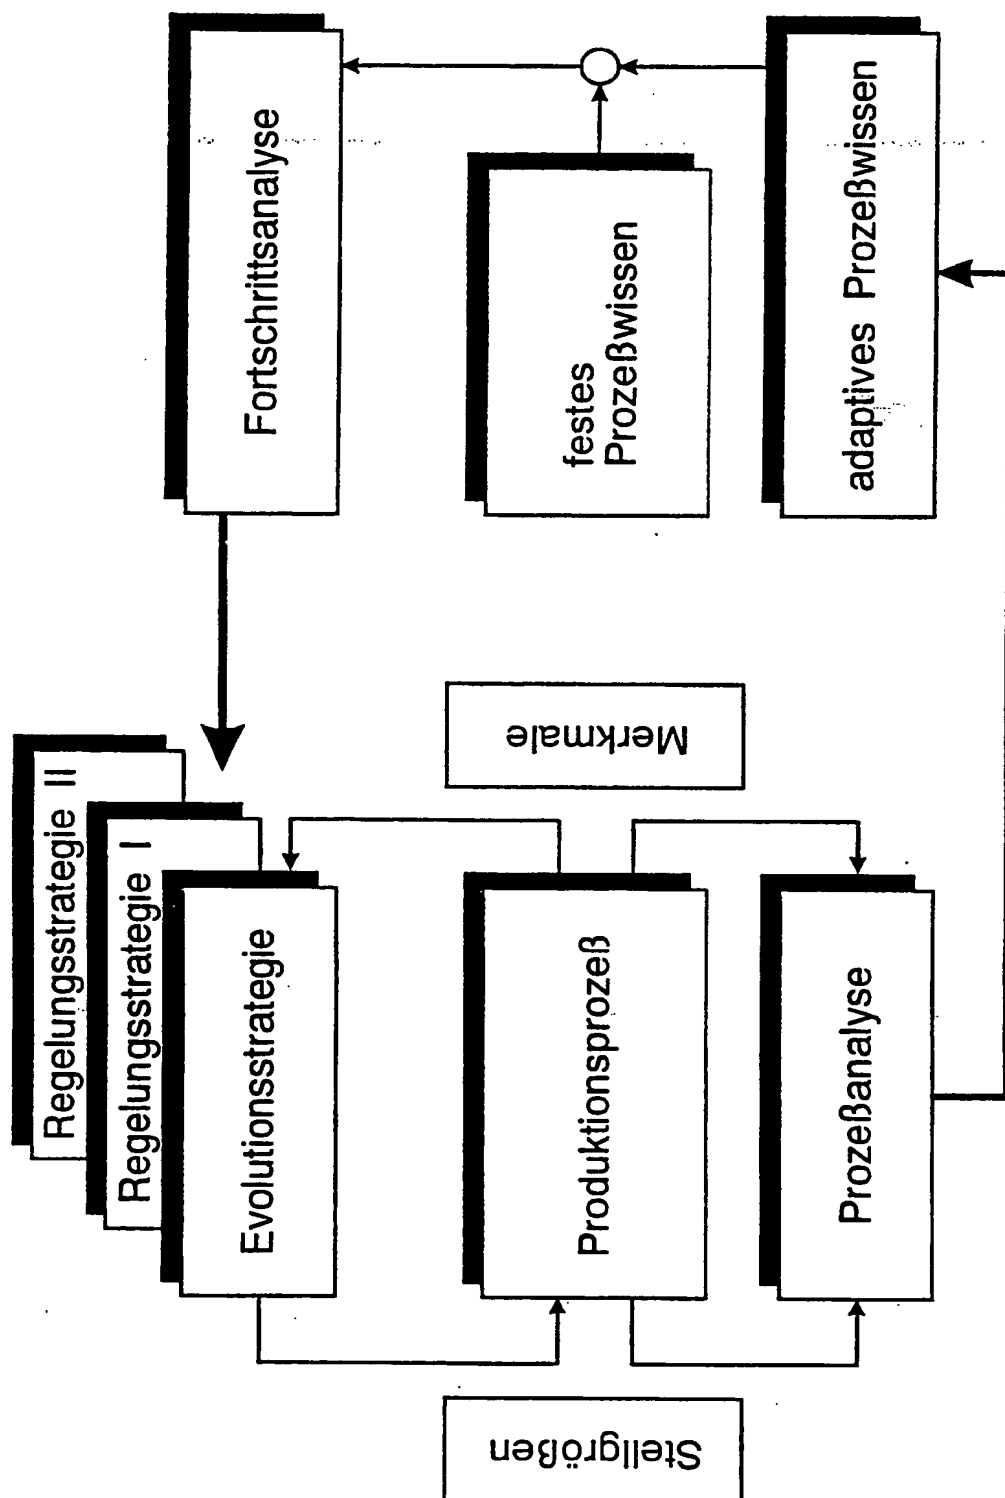 Regelungsstrategie II
Regelungsstrategie I
Evolutionsstrategie
Fortschrittsanalyse
Stellgrößen
Produktionsprozeß
Merkmale
festes
Prozeßwissen
Prozeßanalyse
adaptives Prozeßwissen